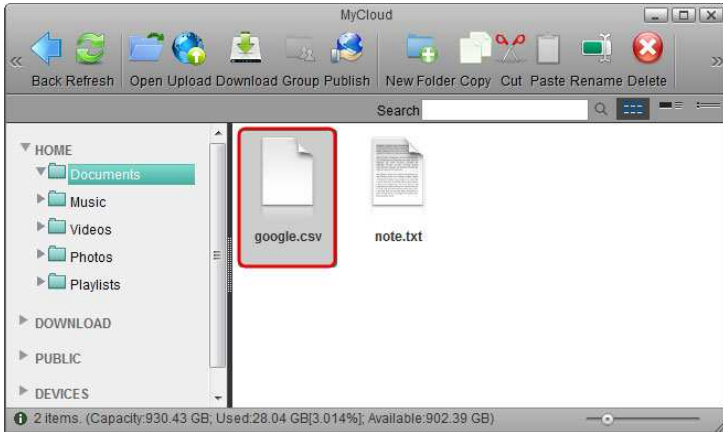 MyCloud
Back Refresh Open Upload Download Group Publish New Folder Copy Cut Paste Rename Delete
Search
HOME
Documents
Music
Videos
Photos
Playlists
DOWNLOAD
PUBLIC
DEVICES
google.csv note.txt
2 items. (Capacity:930.43 GB; Used:28.04 GB[3.014%]; Available:902.39 GB)